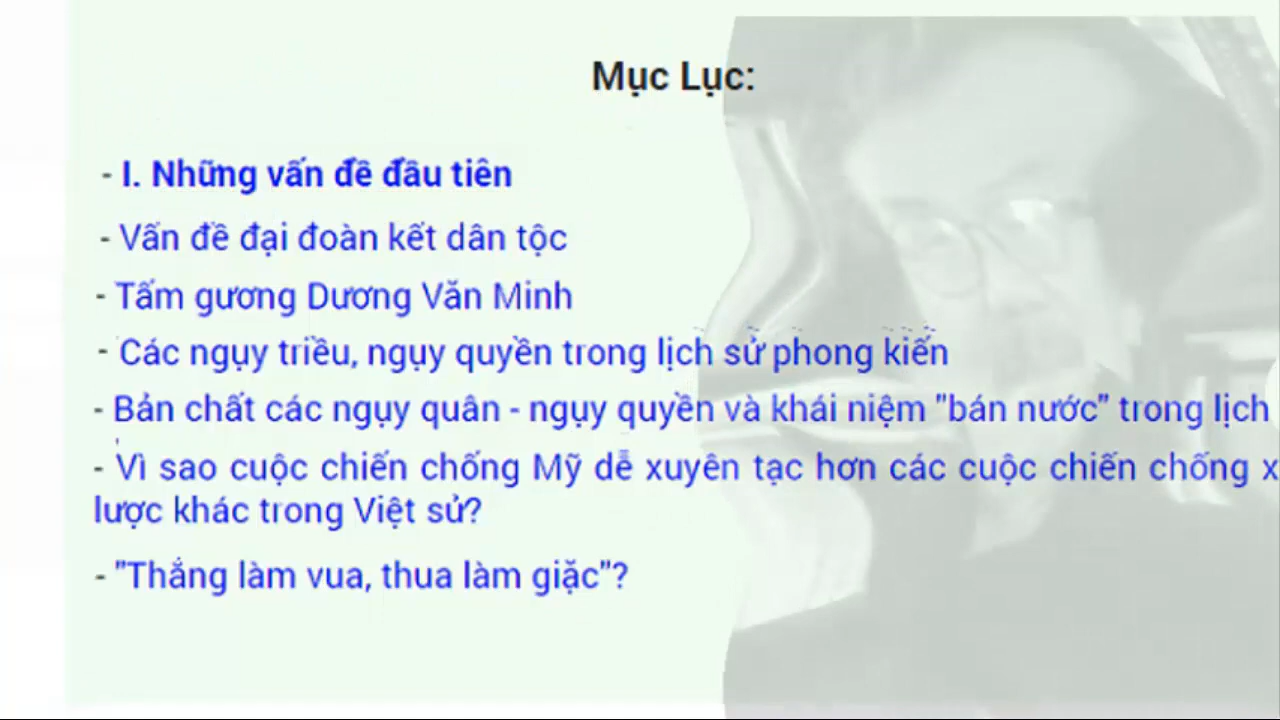 Mục Lục:
- I. Những vấn đề đầu tiên
- Vấn đề đại đoàn kết dân tộc
- Tấm gương Dương Văn Minh
- Các ngụy triều, ngụy quyền trong lịch sử phong kiến
- Bản chất các ngụy quân - ngụy quyền và khái niệm "bán nước" trong lịch
- Vì sao cuộc chiến chống Mỹ dễ xuyên tạc hơn các cuộc chiến chống x
lược khác trong Việt sử?
- "Thắng làm vua, thua làm giặc"?